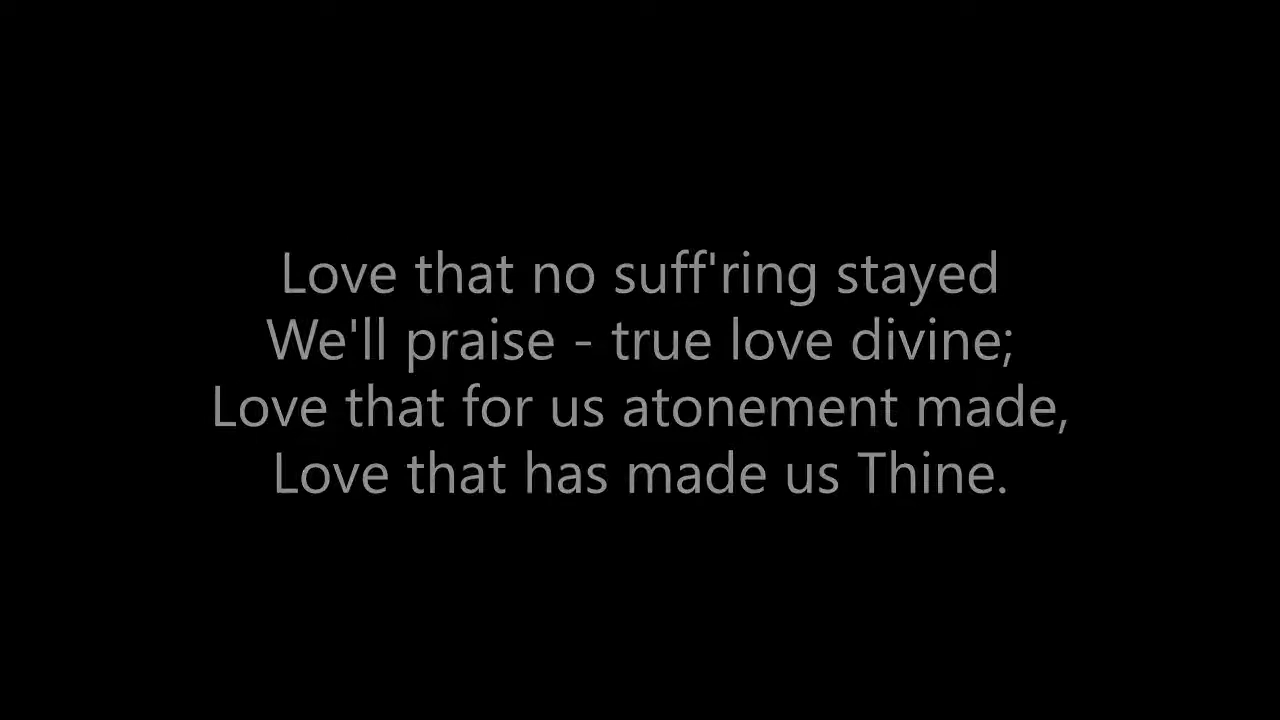 Love that no suff'ring stayed
We'll praise - true love divine;
Love that for us atonement made,
Love that has made us Thine.